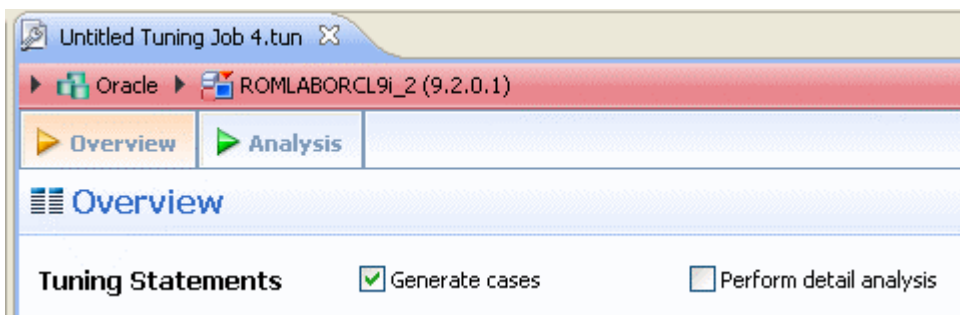 Untitled Tuning Job 4.tun
Oracle ROMLABORCL9i_2 (9.2.0.1)
Overview Analysis
Overview
Tuning Statements Generate cases Perform detail analysis